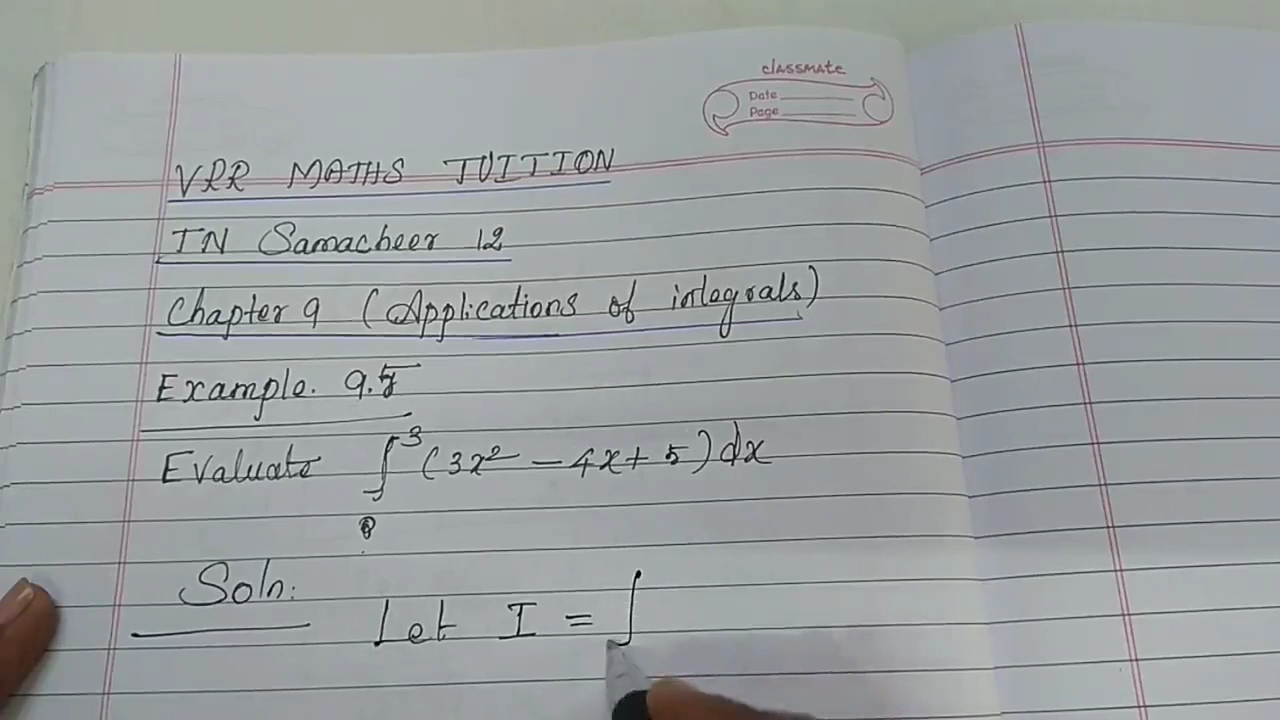 classmate
Date
Page
VRR MATHS TUITION
TN Samacheer 12
Chapter 9 (Applications of integrals)
Example. 9.5
Evaluate ∫³ (3x² − 4x + 5) dx
Soln:
Let I = ∫